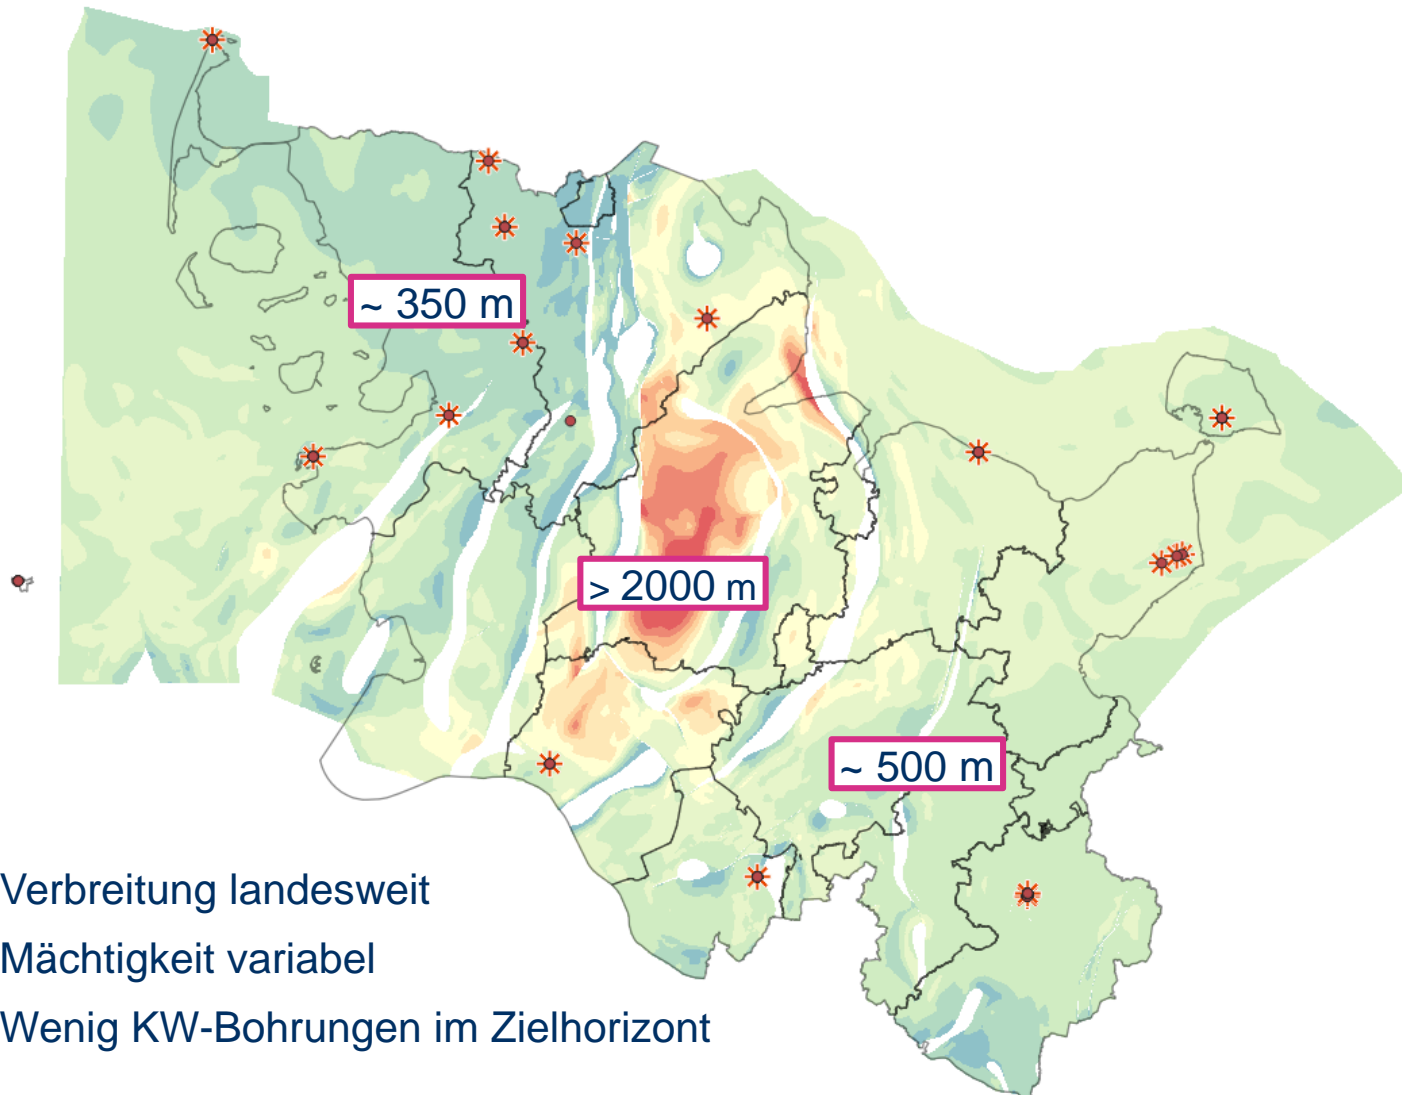 ~ 350 m
> 2000 m
~ 500 m
Verbreitung landesweit
Mächtigkeit variabel
Wenig KW-Bohrungen im Zielhorizont